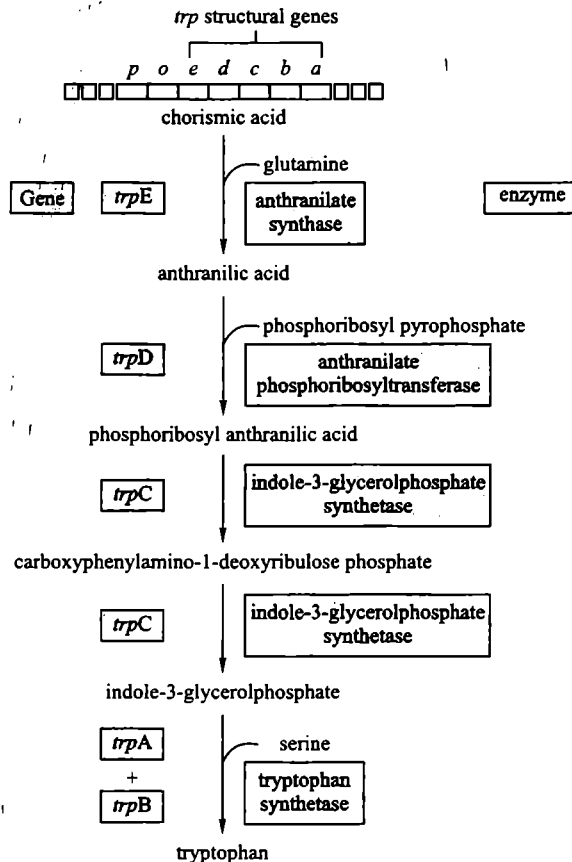 trp structural genes
p o e d c b a
chorismic acid
glutamine
Gene trpE anthranilate enzyme
synthase
anthranilic acid
phosphoribosyl pyrophosphate
trpD anthranilate
phosphoribosyltransferase
phosphoribosyl anthranilic acid
trpC indole-3-glycerolphosphate
synthetase
carboxyphenylamino-1-deoxyribulose phosphate
trpC indole-3-glycerolphosphate
synthetase
indole-3-glycerolphosphate
trpA serine
+
trpB tryptophan
synthetase
tryptophan